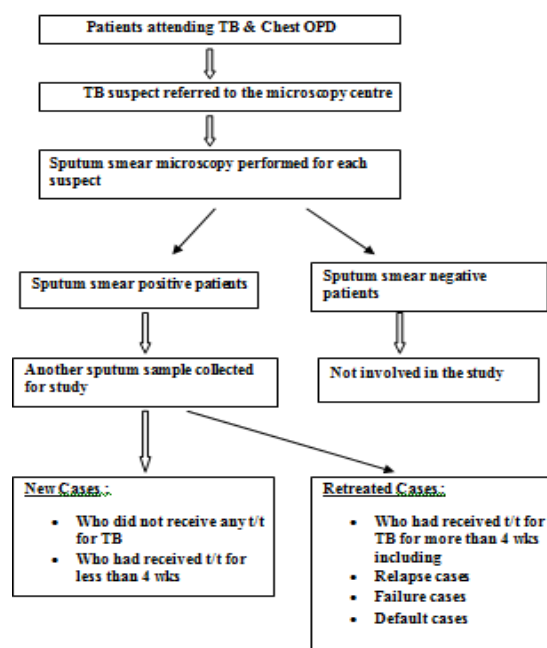 Patients attending TB & Chest OPD
TB suspect referred to the microscopy centre
Sputum smear microscopy performed for each
suspect
Sputum smear positive patients
Sputum smear negative
patients
Another sputum sample collected
for study
Not involved in the study
New Cases :
• Who did not receive any t/t
for TB
• Who had received t/t for
less than 4 wks
Retreated Cases :
• Who had received t/t for
TB for more than 4 wks
including
• Relapse cases
• Failure cases
• Default cases